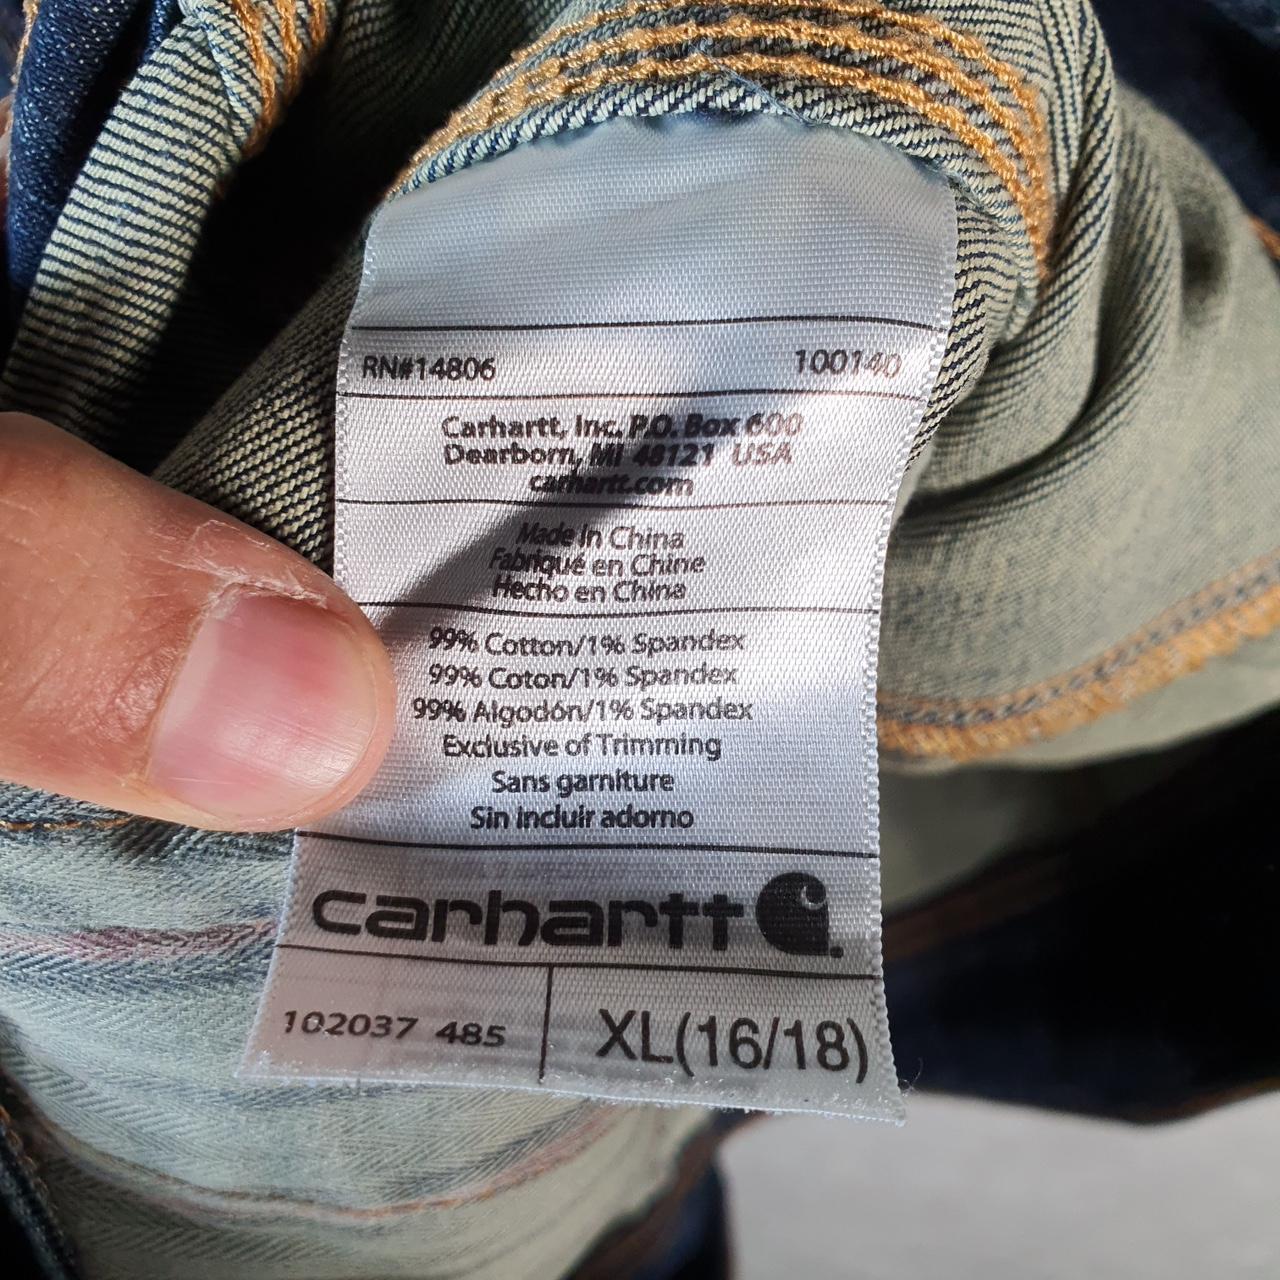 RN#14806 100140
Carhartt, Inc. P.O. Box 600
Dearborn, MI 48121 USA
carhartt.com
Made in China
Fabriqué en Chine
Hecho en China
99% Cotton/1% Spandex
99% Coton/1% Spandex
99% Algodón/1% Spandex
Exclusive of Trimming
Sans garniture
Sin incluir adorno
carhartt
102037 485 XL(16/18)